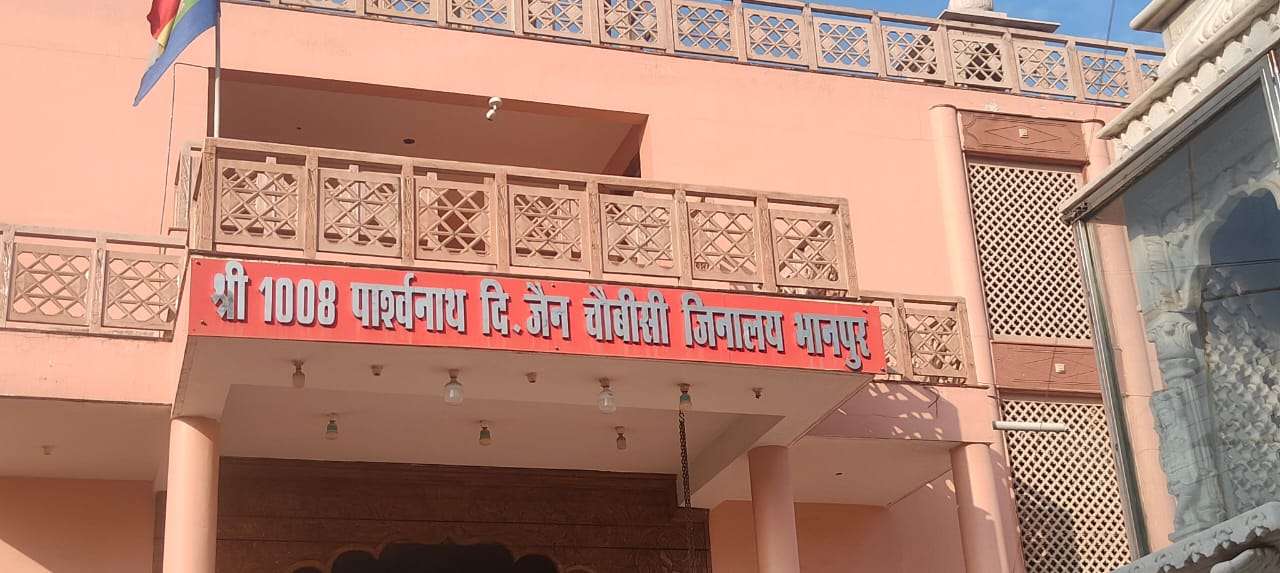 श्री 1008 पार्श्वनाथ दि. जैन चौबीसी जिनालय भानपुर